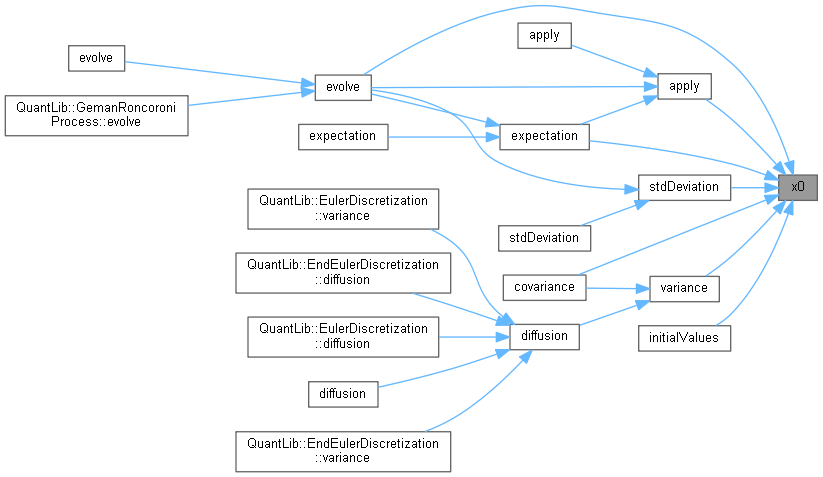 apply
evolve
evolve
apply
QuantLib::GemanRoncoroni
Process::evolve
expectation
expectation
x0
stdDeviation
QuantLib::EulerDiscretization
::variance
stdDeviation
QuantLib::EndEulerDiscretization
::diffusion
covariance
variance
QuantLib::EulerDiscretization
::diffusion
diffusion
initialValues
diffusion
QuantLib::EndEulerDiscretization
::variance